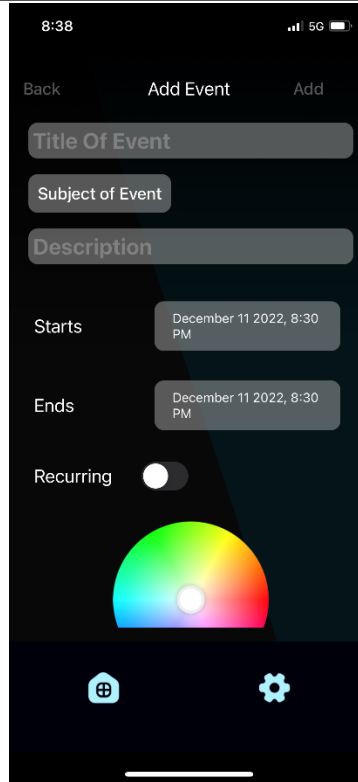 8:38 5G
Back Add Event Add
Title Of Event
Subject of Event
Description
Starts December 11 2022, 8:30
PM
Ends December 11 2022, 8:30
PM
Recurring